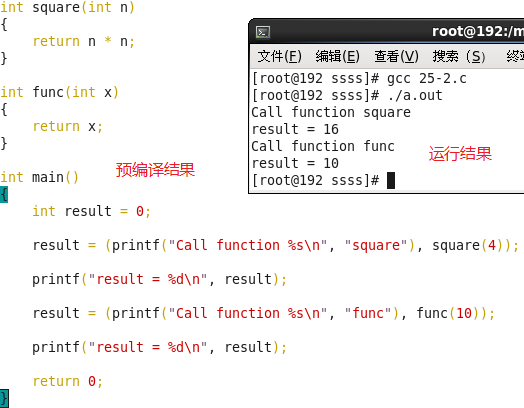 int square(int n)
{
    return n * n;
}
int func(int x)
{
    return x;
}
int main()
{
    int result = 0;
    result = (printf("Call function %s\n", "square"), square(4));
    printf("result = %d\n", result);
    result = (printf("Call function %s\n", "func"), func(10));
    printf("result = %d\n", result);
    return 0;
}
预编译结果
root@192:/m
文件(F) 编辑(E) 查看(V) 搜索 (S) 终端
[root@192 ssss]# gcc 25-2.c
[root@192 ssss]# ./a.out
Call function square
result = 16
Call function func
result = 10
[root@192 ssss]#
运行结果